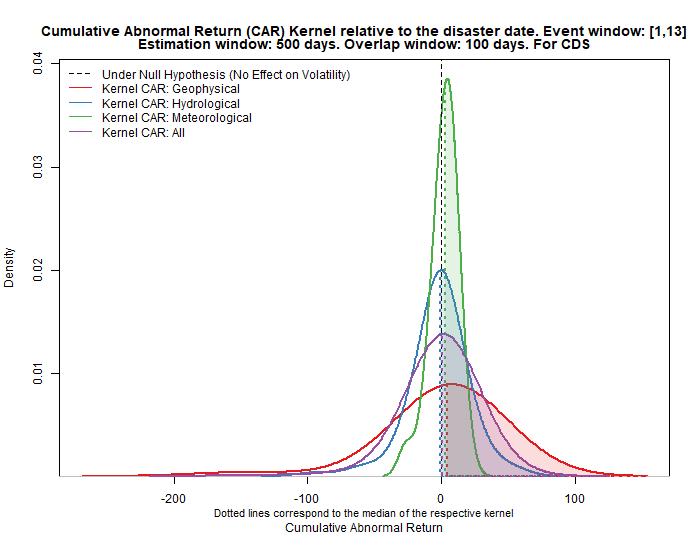 Cumulative Abnormal Return (CAR) Kernel relative to the disaster date. Event window: [1,13]
Estimation window: 500 days. Overlap window: 100 days. For CDS
Under Null Hypothesis (No Effect on Volatility)
Kernel CAR: Geophysical
Kernel CAR: Hydrological
Kernel CAR: Meteorological
Kernel CAR: All
0.04
0.03
0.02
0.01
Density
-200 -100 0 100
Dotted lines correspond to the median of the respective kernel
Cumulative Abnormal Return